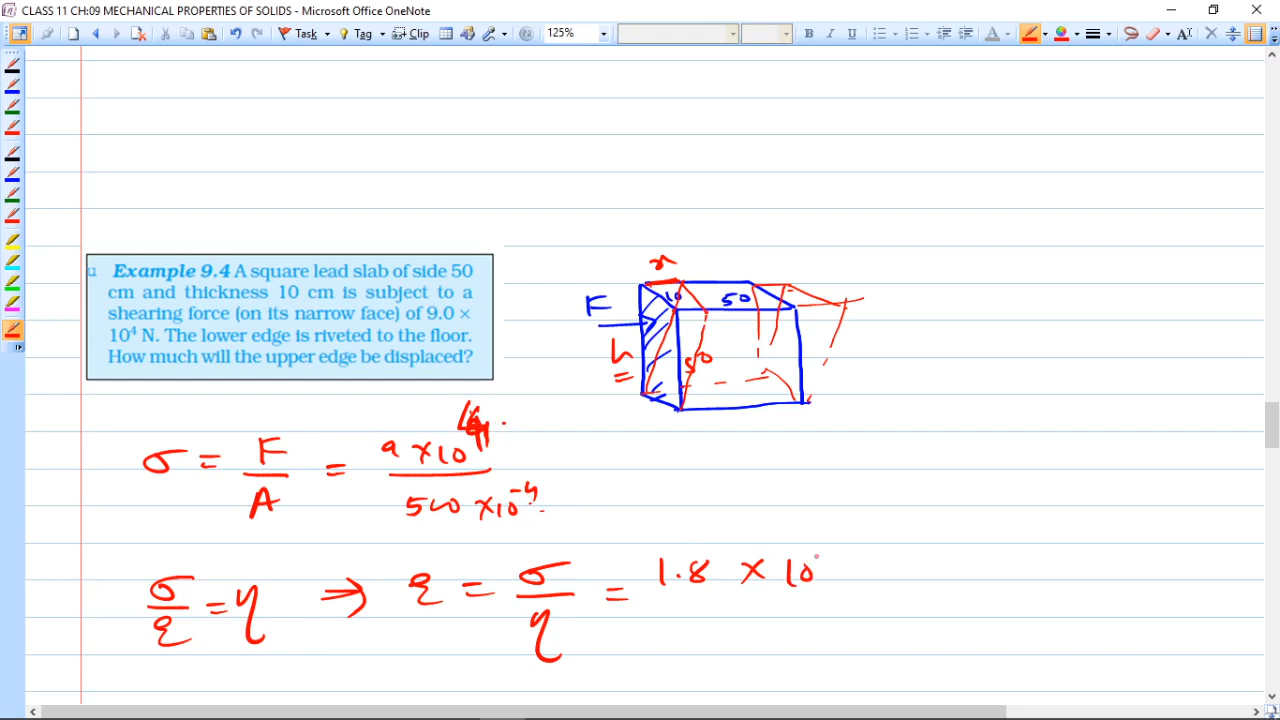 CLASS 11 CH:09 MECHANICAL PROPERTIES OF SOLIDS - Microsoft Office OneNote
Task Tag Clip 125% B I U
u Example 9.4 A square lead slab of side 50
cm and thickness 10 cm is subject to a
shearing force (on its narrow face) of 9.0 ×
10⁴ N. The lower edge is riveted to the floor.
How much will the upper edge be displaced?
x
F 10 50
h 50
σ = F/A = 9 × 10⁴ / 500 × 10⁻⁴
σ/ε = η ⇒ ε = σ/η = 1.8 × 10